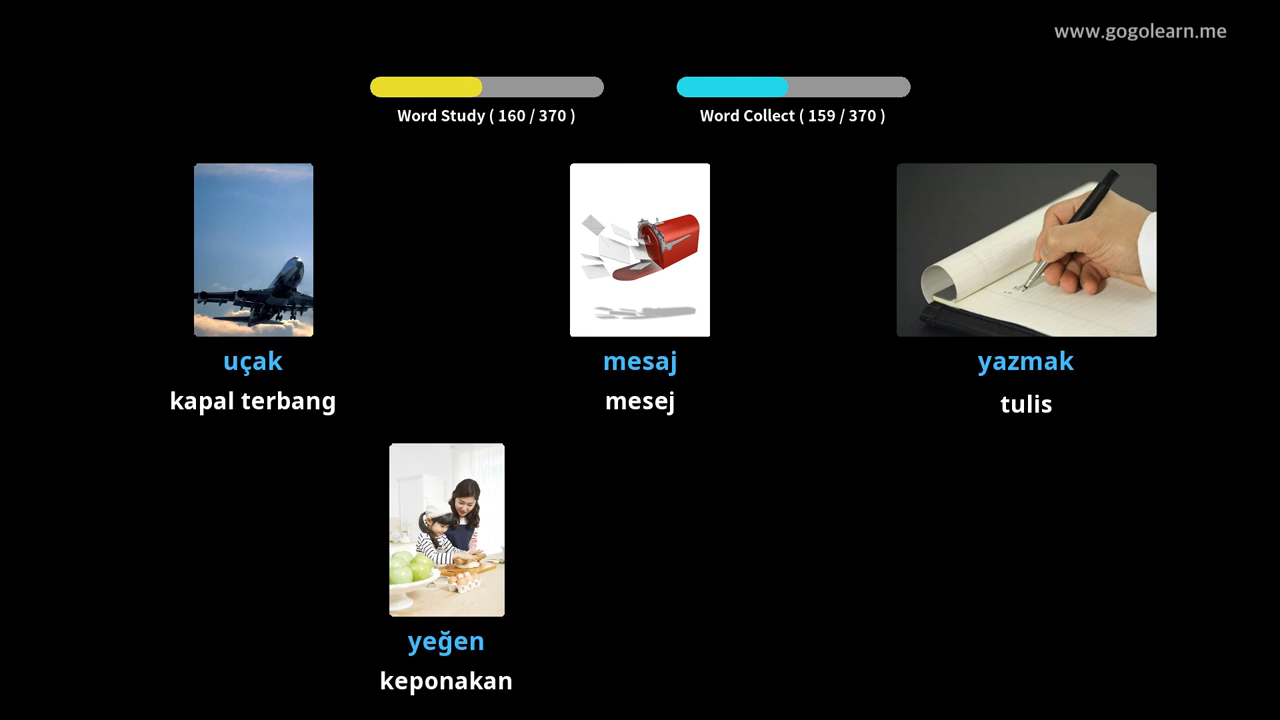 www.gogolearn.me
Word Study ( 160 / 370 )
Word Collect ( 159 / 370 )
uçak
kapal terbang
mesaj
mesej
yazmak
tulis
yeğen
keponakan